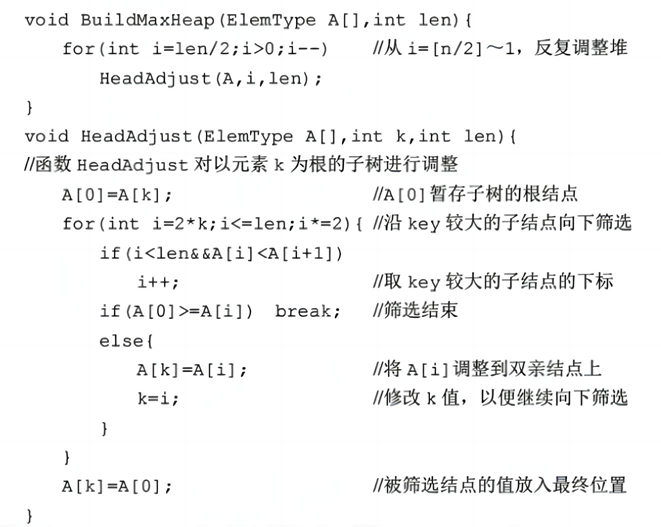 void BuildMaxHeap(ElemType A[],int len){
for(int i=len/2;i>0;i--) //从 i=[n/2]～1，反复调整堆
HeadAdjust(A,i,len);
}
void HeadAdjust(ElemType A[],int k,int len){
//函数 HeadAdjust 对以元素 k 为根的子树进行调整
A[0]=A[k]; //A[0]暂存子树的根结点
for(int i=2*k;i<=len;i*=2){ //沿 key 较大的子结点向下筛选
if(i<len&&A[i]<A[i+1])
i++; //取 key 较大的子结点的下标
if(A[0]>=A[i]) break; //筛选结束
else{
A[k]=A[i]; //将 A[i]调整到双亲结点上
k=i; //修改 k 值，以便继续向下筛选
}
}
A[k]=A[0]; //被筛选结点的值放入最终位置
}